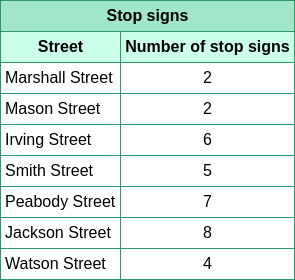 Stop signs
Street Number of stop signs
Marshall Street 2
Mason Street 2
Irving Street 6
Smith Street 5
Peabody Street 7
Jackson Street 8
Watson Street 4